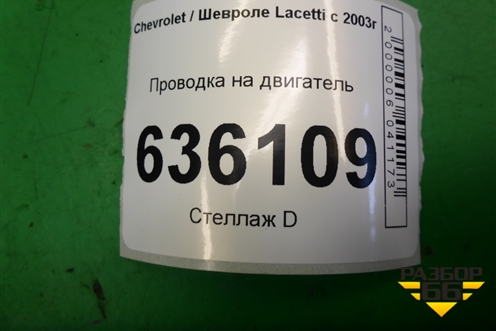 Chevrolet / Шевроле Lacetti с 2003г
Проводка на двигатель
636109
Стеллаж D
2000006041173
РАЗБОР
66